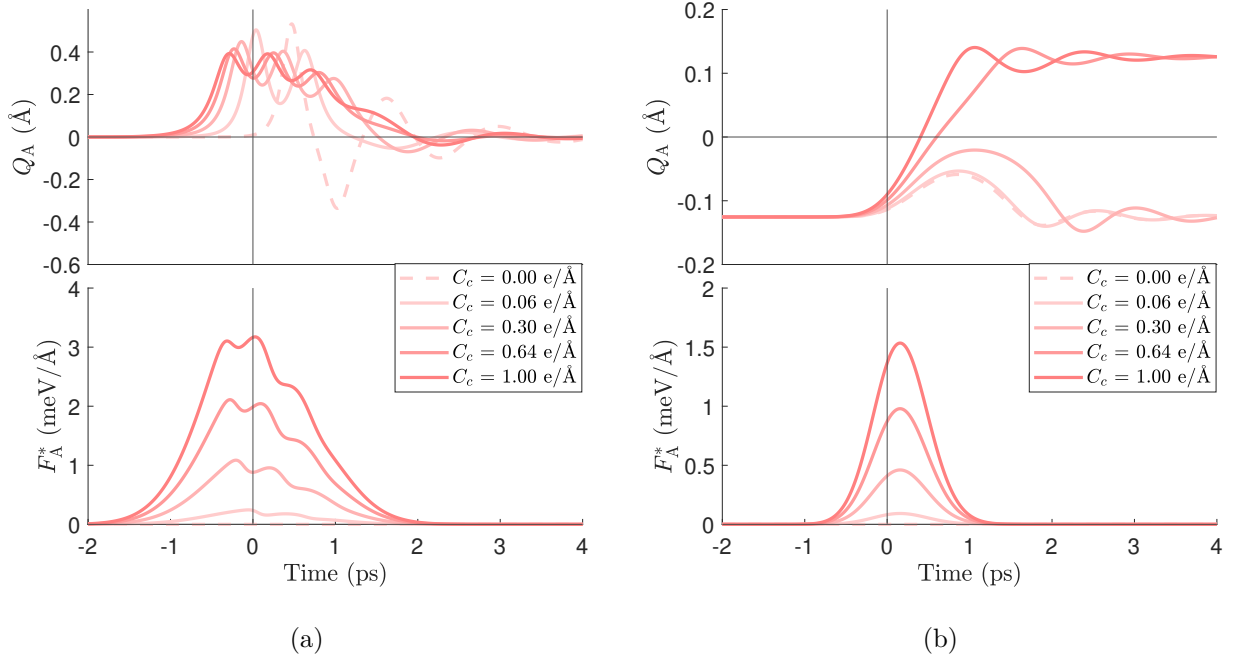 0.4
0.2
0
-0.2
-0.4
-0.6
Q_A (Å)
C_c = 0.00 e/Å
C_c = 0.06 e/Å
C_c = 0.30 e/Å
C_c = 0.64 e/Å
C_c = 1.00 e/Å
4
3
2
1
0
F*_A (meV/Å)
-2 -1 0 1 2 3 4
Time (ps)
(a)
0.2
0.1
0
-0.1
-0.2
Q_A (Å)
C_c = 0.00 e/Å
C_c = 0.06 e/Å
C_c = 0.30 e/Å
C_c = 0.64 e/Å
C_c = 1.00 e/Å
2
1.5
1
0.5
0
F*_A (meV/Å)
-2 -1 0 1 2 3 4
Time (ps)
(b)